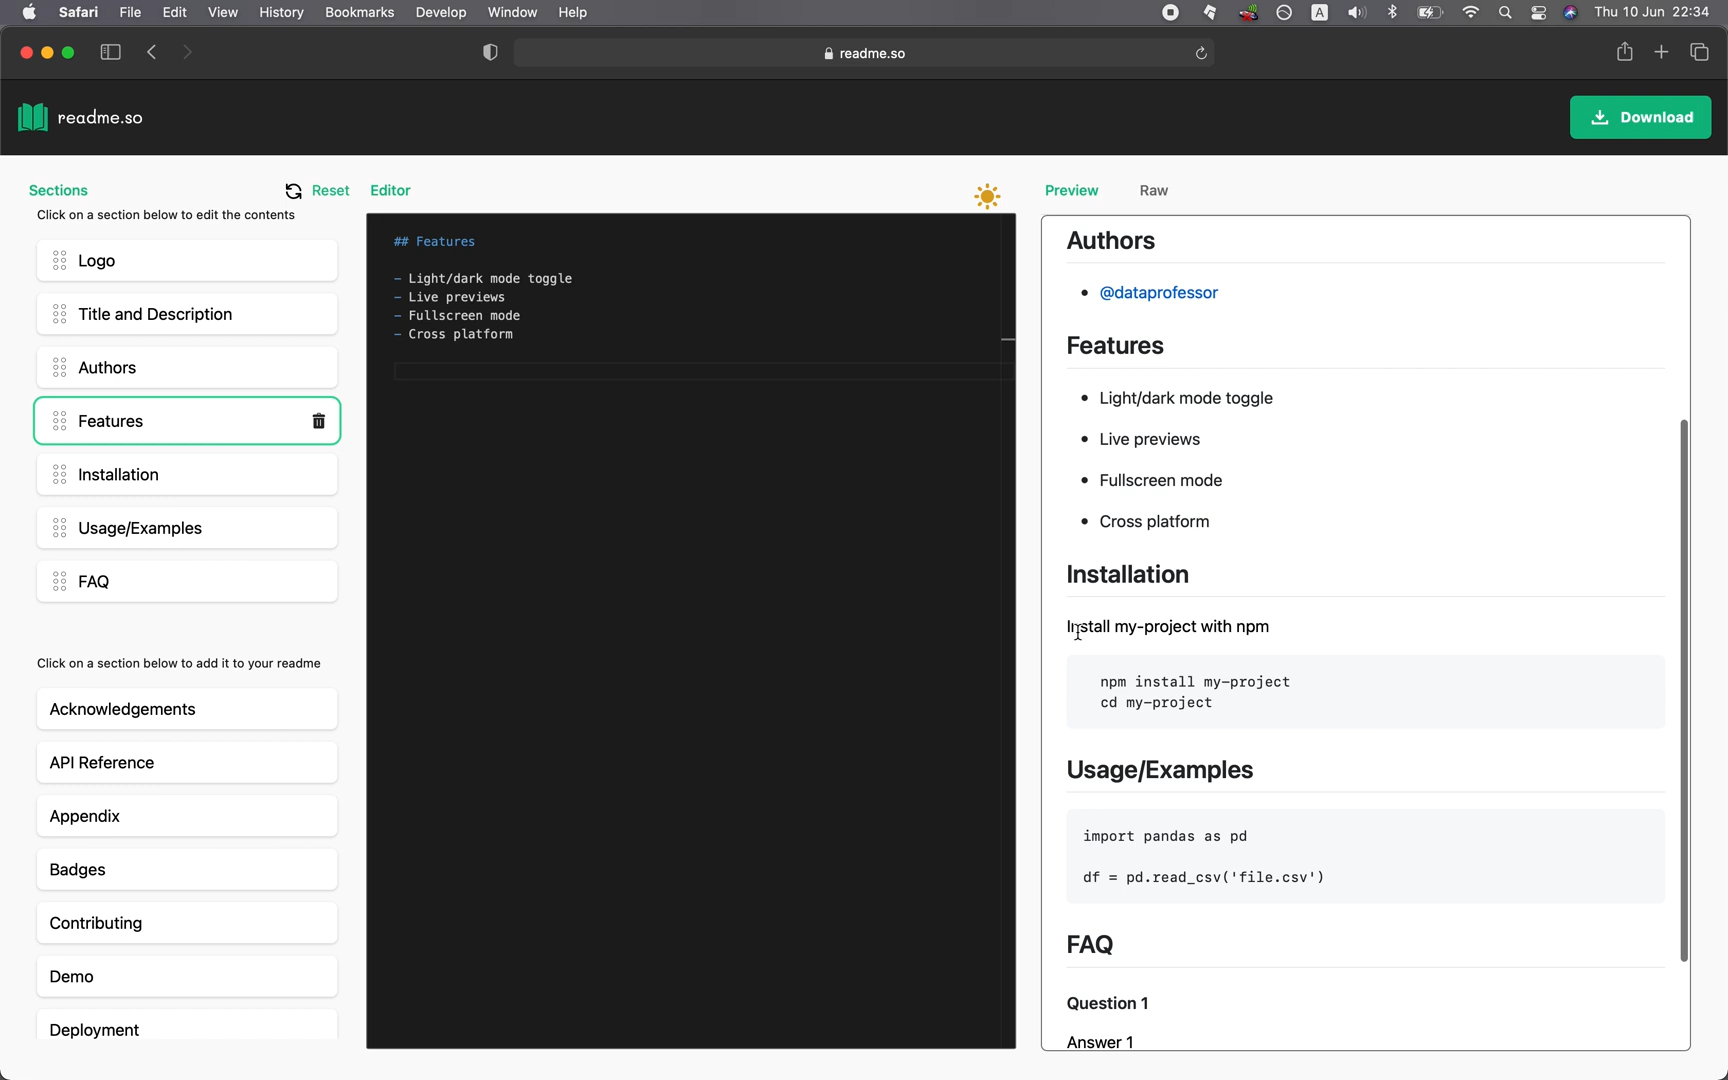 Safari File Edit View History Bookmarks Develop Window Help A Thu 10 Jun 22:34
readme.so
readme.so
Download
Sections
Reset
Click on a section below to edit the contents
Logo
Title and Description
Authors
Features
Installation
Usage/Examples
FAQ
Click on a section below to add it to your readme
Acknowledgements
API Reference
Appendix
Badges
Contributing
Demo
Deployment
Editor
## Features
- Light/dark mode toggle
- Live previews
- Fullscreen mode
- Cross platform
Preview Raw
Authors
• @dataprofessor
Features
• Light/dark mode toggle
• Live previews
• Fullscreen mode
• Cross platform
Installation
Install my-project with npm
npm install my-project
cd my-project
Usage/Examples
import pandas as pd
df = pd.read_csv('file.csv')
FAQ
Question 1
Answer 1